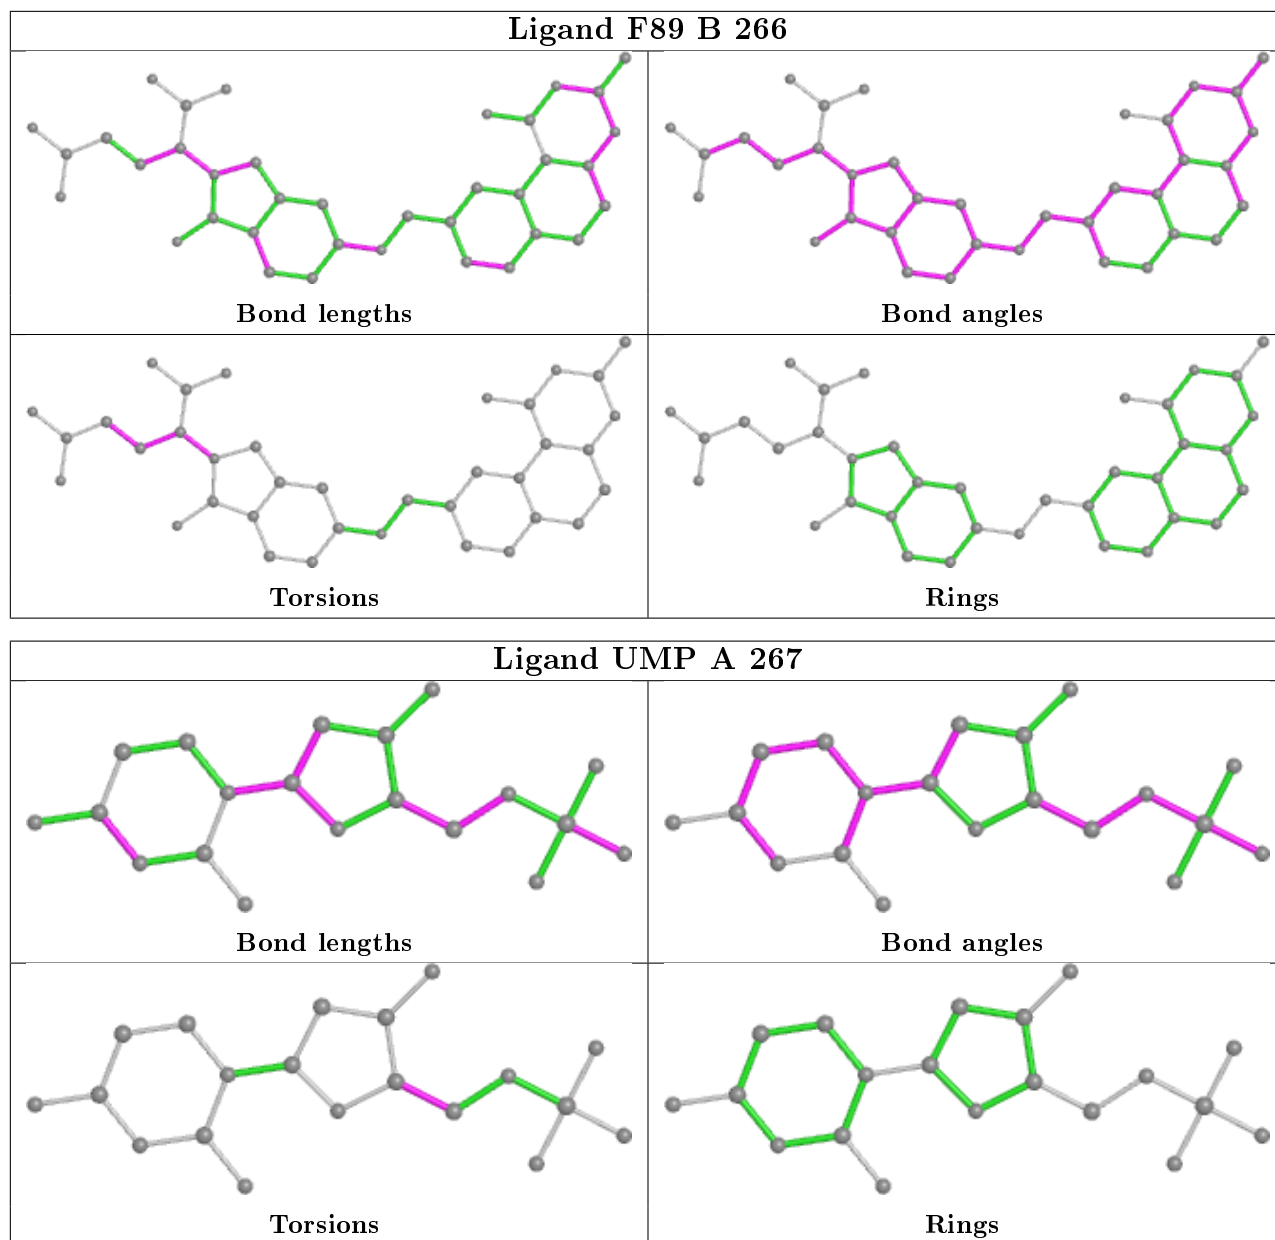 Ligand F89 B 266
Bond lengths
Bond angles
Torsions
Rings
Ligand UMP A 267
Bond lengths
Bond angles
Torsions
Rings